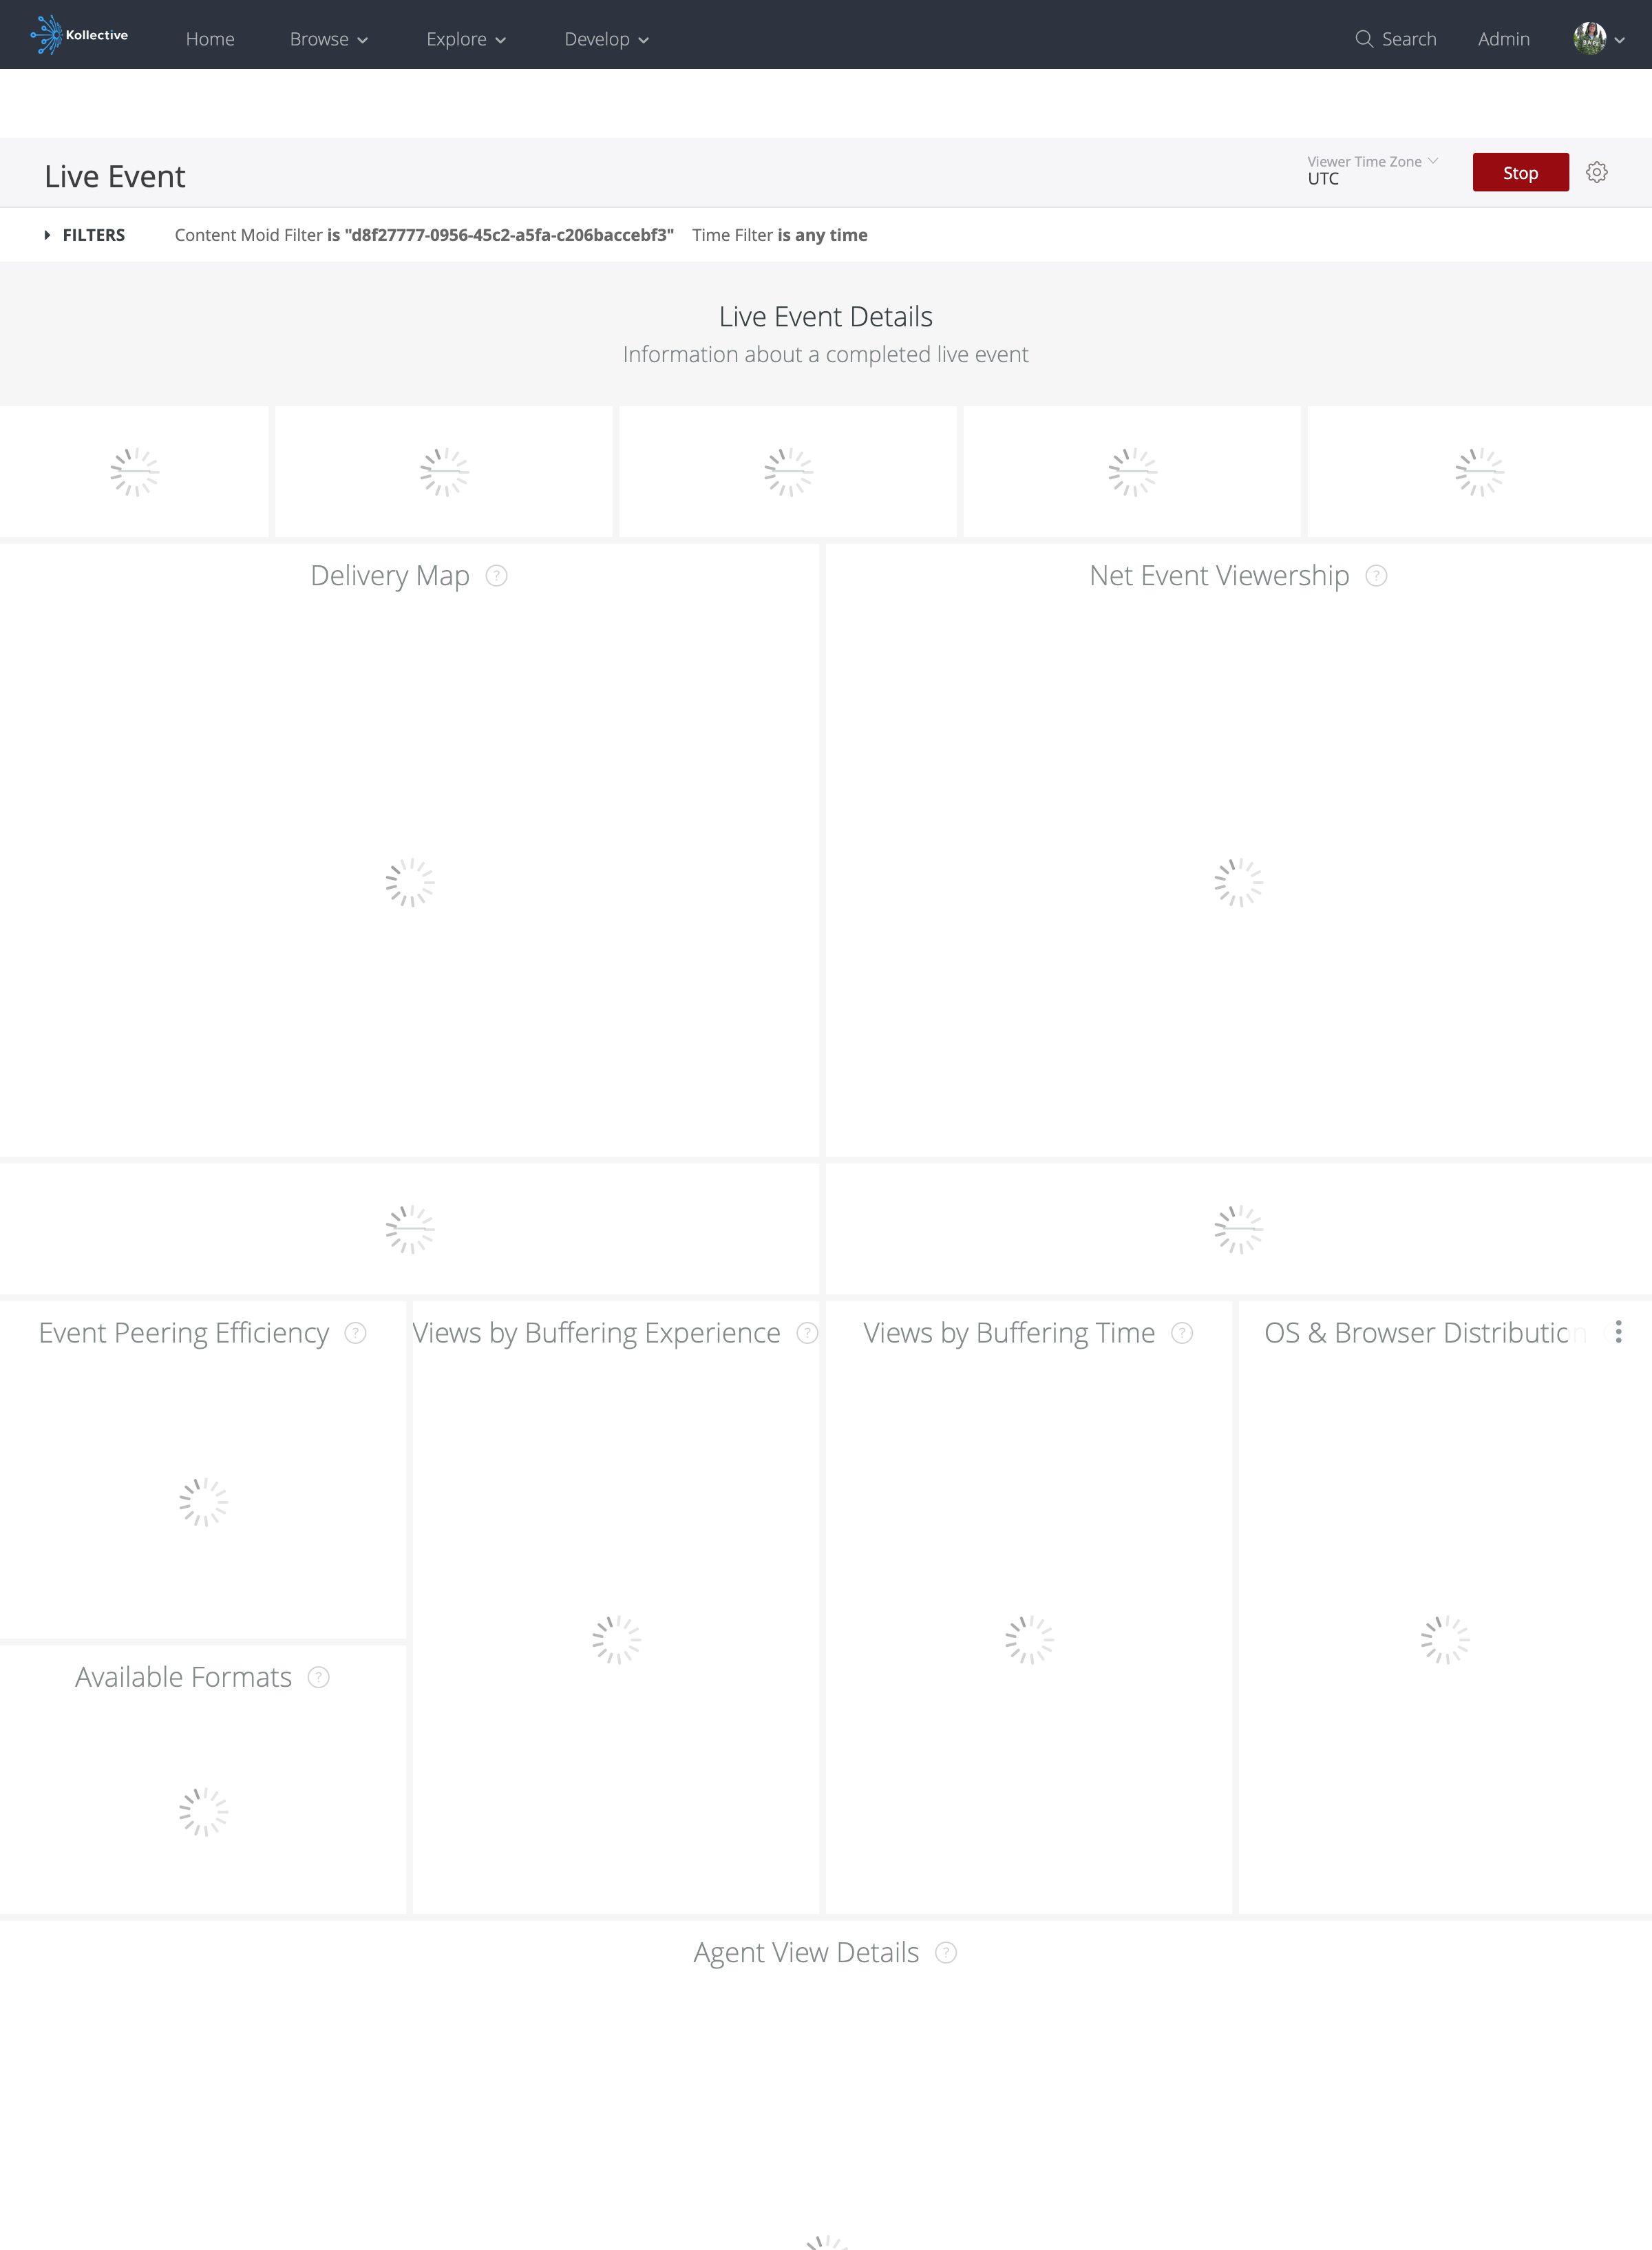 Kollective
Home Browse Explore Develop Search Admin
Live Event
Viewer Time Zone
UTC
Stop
FILTERS Content Moid Filter is "d8f27777-0956-45c2-a5fa-c206baccebf3" Time Filter is any time
Live Event Details
Information about a completed live event
Delivery Map ?
Net Event Viewership ?
Event Peering Efficiency ?
Views by Buffering Experience ?
Views by Buffering Time ?
OS & Browser Distribution
Available Formats ?
Agent View Details ?